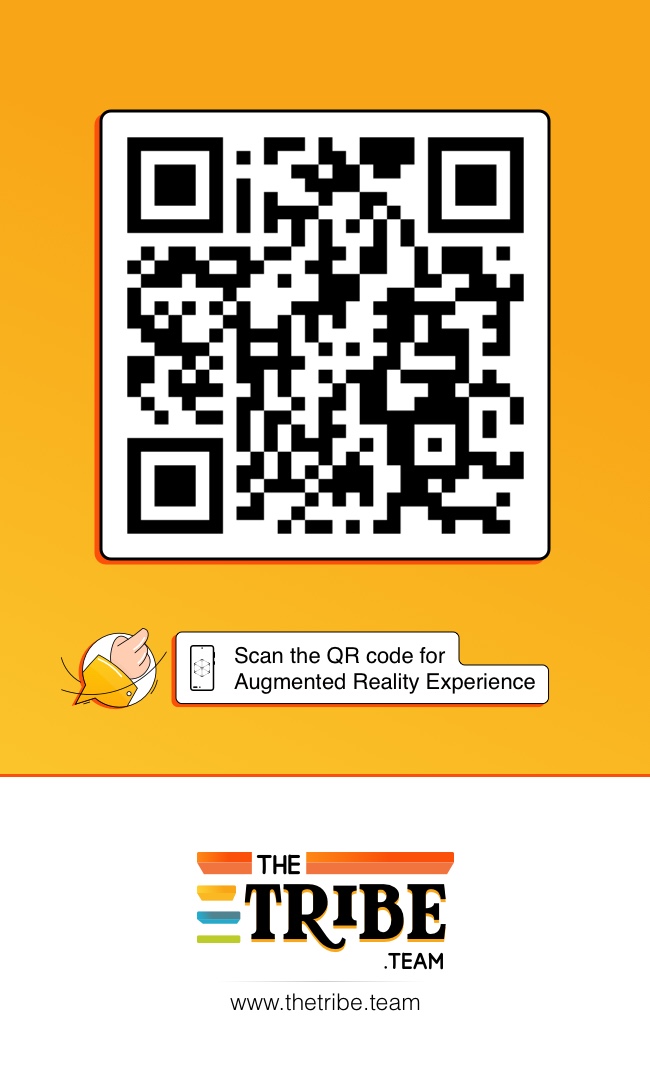 Scan the QR code for
Augmented Reality Experience
THE
TRIBE
.TEAM
www.thetribe.team